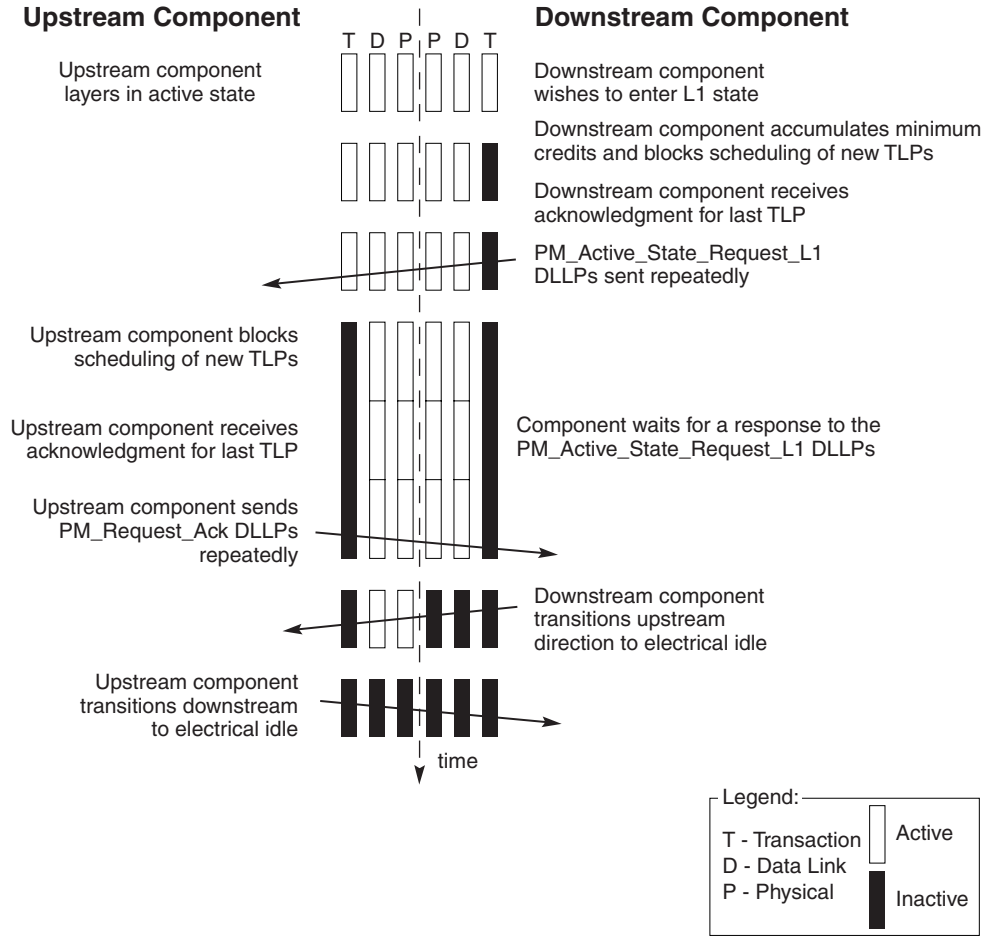 Upstream Component
Downstream Component
T D P P D T
Upstream component
layers in active state
Downstream component
wishes to enter L1 state
Downstream component accumulates minimum
credits and blocks scheduling of new TLPs
Downstream component receives
acknowledgment for last TLP
PM_Active_State_Request_L1
DLLPs sent repeatedly
Upstream component blocks
scheduling of new TLPs
Upstream component receives
acknowledgment for last TLP
Component waits for a response to the
PM_Active_State_Request_L1 DLLPs
Upstream component sends
PM_Request_Ack DLLPs
repeatedly
Downstream component
transitions upstream
direction to electrical idle
Upstream component
transitions downstream
to electrical idle
time
Legend:
T - Transaction
D - Data Link
P - Physical
Active
Inactive